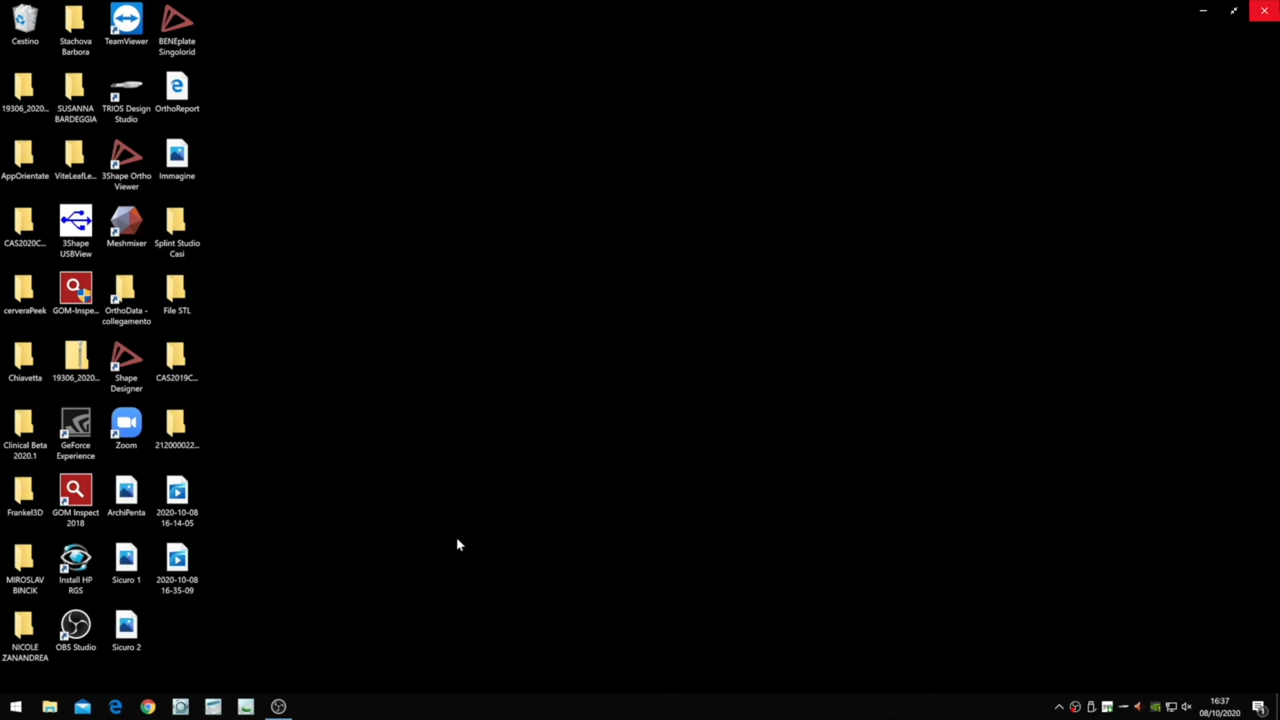 Cestino
Stachova
Barbora
TeamViewer
BENEplate
Singolorid
19306_2020...
SUSANNA
BARDEGGIA
TRIOS Design
Studio
OrthoReport
AppOrientate
ViteLeafLe...
3Shape Ortho
Viewer
Immagine
CAS2020C...
3Shape
USBView
Meshmixer
Splint Studio
Casi
cerveraPeek
GOM-Inspe...
OrthoData -
collegamento
File STL
Chiavetta
19306_2020...
Shape
Designer
CAS2019C...
Clinical Beta
2020.1
GeForce
Experience
Zoom
212000022...
Frankel3D
GOM Inspect
2018
ArchiPenta
2020-10-08
16-14-05
MIROSLAV
BINCIK
Install HP
RGS
Sicuro 1
2020-10-08
16-35-09
NICOLE
ZANANDREA
OBS Studio
Sicuro 2
16:37
08/10/2020